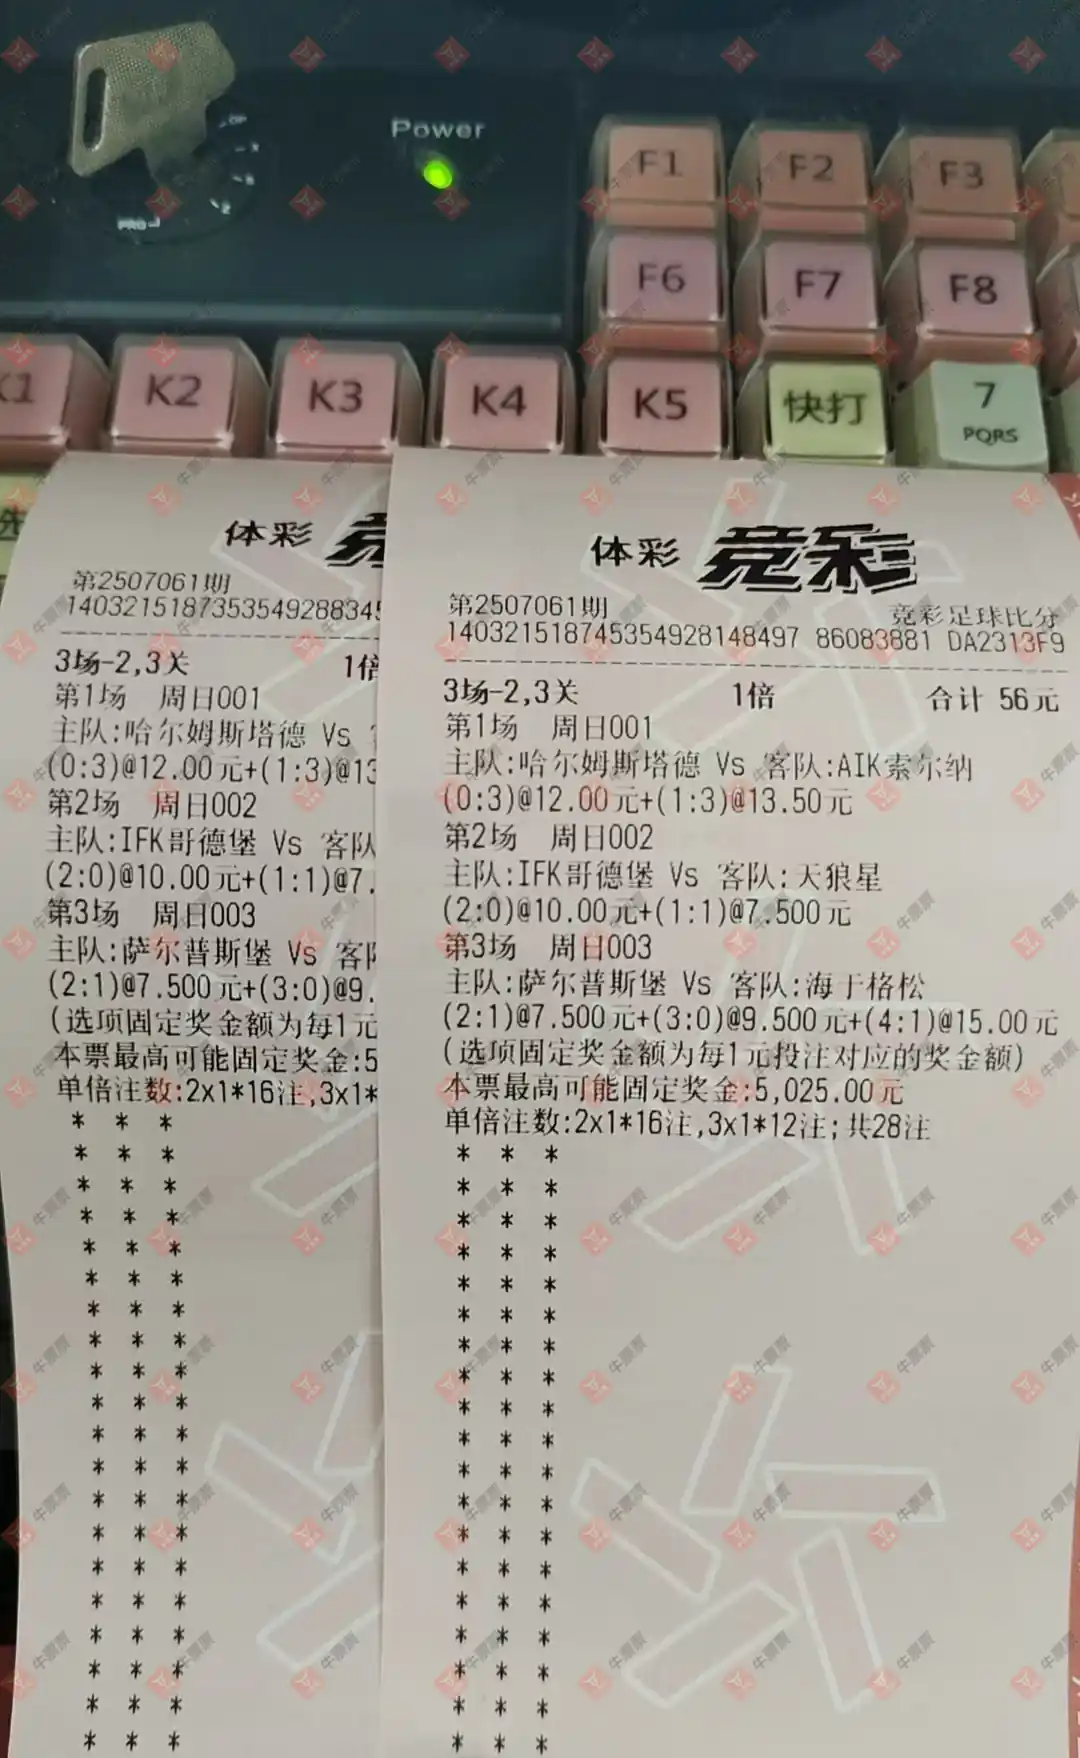 Power
PRG
F1 F2 F3
F6 F7 F8
K1 K2 K3 K4 K5 快打 7
PQRS
选
体彩 竞
第2507061期
140321518735354928834
3场-2,3关 1倍
第1场 周日001
主队:哈尔姆斯塔德 Vs
(0:3)@12.00元+(1:3)@13
第2场 周日002
主队:IFK哥德堡 Vs 客队
(2:0)@10.00元+(1:1)@7.
第3场 周日003
主队:萨尔普斯堡 Vs 客队
(2:1)@7.500元+(3:0)@9.
(选项固定奖金额为每1元
本票最高可能固定奖金:5
单倍注数:2x1*16注,3x1*
体彩 竞彩
第2507061期 竞彩足球比分
140321518745354928148497 86083881 DA2313F9
3场-2,3关 1倍 合计 56元
第1场 周日001
主队:哈尔姆斯塔德 Vs 客队:AIK索尔纳
(0:3)@12.00元+(1:3)@13.50元
第2场 周日002
主队:IFK哥德堡 Vs 客队:天狼星
(2:0)@10.00元+(1:1)@7.500元
第3场 周日003
主队:萨尔普斯堡 Vs 客队:海于格松
(2:1)@7.500元+(3:0)@9.500元+(4:1)@15.00元
(选项固定奖金额为每1元投注对应的奖金额)
本票最高可能固定奖金:5,025.00元
单倍注数:2x1*16注,3x1*12注;共28注
牛票票